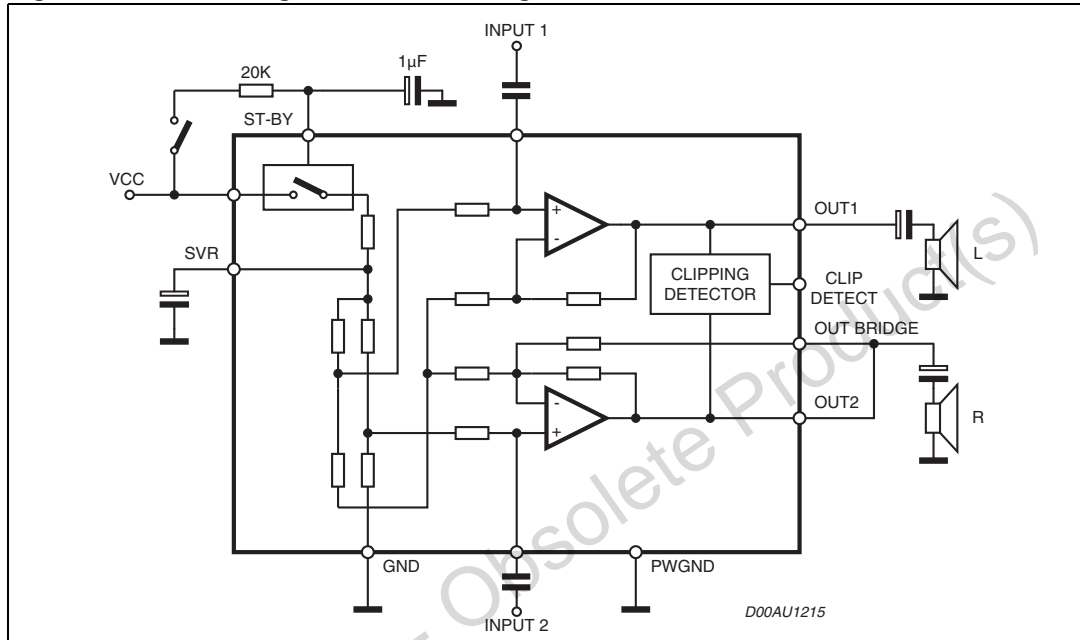 INPUT 1
1µF
20K
ST-BY
VCC
+
-
OUT1
SVR
CLIPPING
DETECTOR
L
CLIP
DETECT
OUT BRIDGE
-
+
OUT2
R
GND
PWGND
INPUT 2
D00AU1215
Obsolete Product(s)